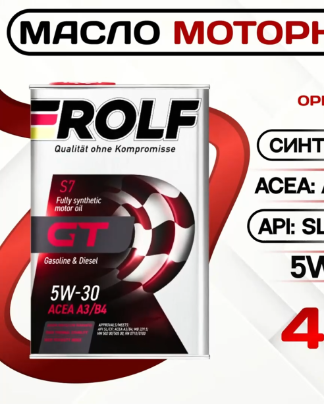 МАСЛО МОТОРН
ОРИ
СИНТ
ACEA: A
API: SL
5W
4
ROLF
Qualität ohne Kompromisse
S7
Fully synthetic
motor oil
GT
Gasoline & Diesel
5W-30
ACEA A3/B4